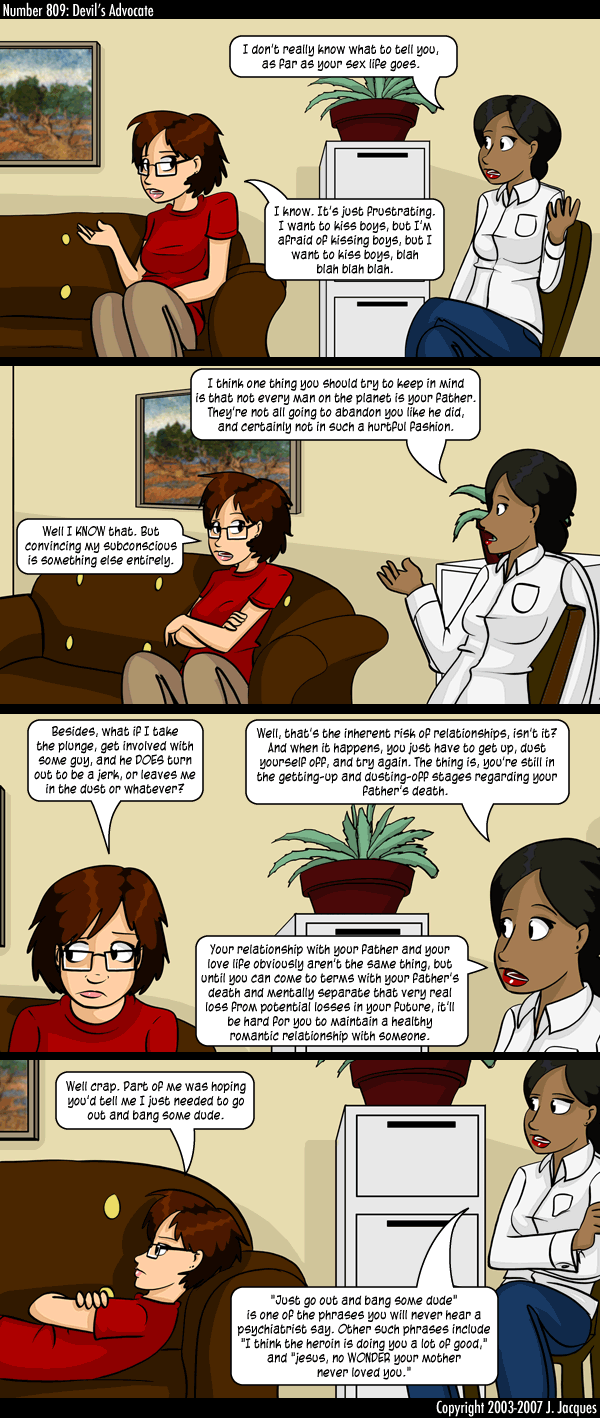 Number 809: Devil's Advocate
I don't really know what to tell you,
as far as your sex life goes.
I know. It's just frustrating.
I want to kiss boys, but I'm
afraid of kissing boys, but I
want to kiss boys, blah
blah blah blah.
I think one thing you should try to keep in mind
is that not every man on the planet is your father.
They're not all going to abandon you like he did,
and certainly not in such a hurtful fashion.
Well I KNOW that. But
convincing my subconscious
is something else entirely.
Besides, what if I take
the plunge, get involved with
some guy, and he DOES turn
out to be a jerk, or leaves me
in the dust or whatever?
Well, that's the inherent risk of relationships, isn't it?
And when it happens, you just have to get up, dust
yourself off, and try again. The thing is, you're still in
the getting-up and dusting-off stages regarding your
father's death.
Your relationship with your father and your
love life obviously aren't the same thing, but
until you can come to terms with your father's
death and mentally separate that very real
loss from potential losses in your future, it'll
be hard for you to maintain a healthy
romantic relationship with someone.
Well crap. Part of me was hoping
you'd tell me I just needed to go
out and bang some dude.
"Just go out and bang some dude"
is one of the phrases you will never hear a
psychiatrist say. Other such phrases include
"I think the heroin is doing you a lot of good,"
and "jesus, no WONDER your mother
never loved you."
Copyright 2003-2007 J. Jacques